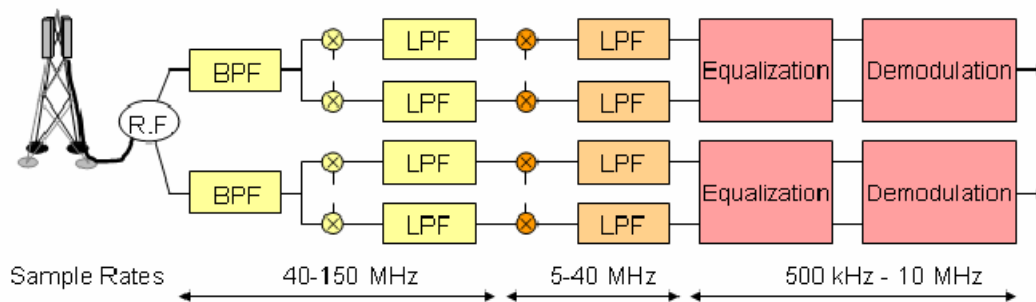 LPF LPF
BPF Equalization Demodulation
LPF LPF
R.F
LPF LPF
BPF Equalization Demodulation
LPF LPF
Sample Rates 40-150 MHz 5-40 MHz 500 kHz - 10 MHz